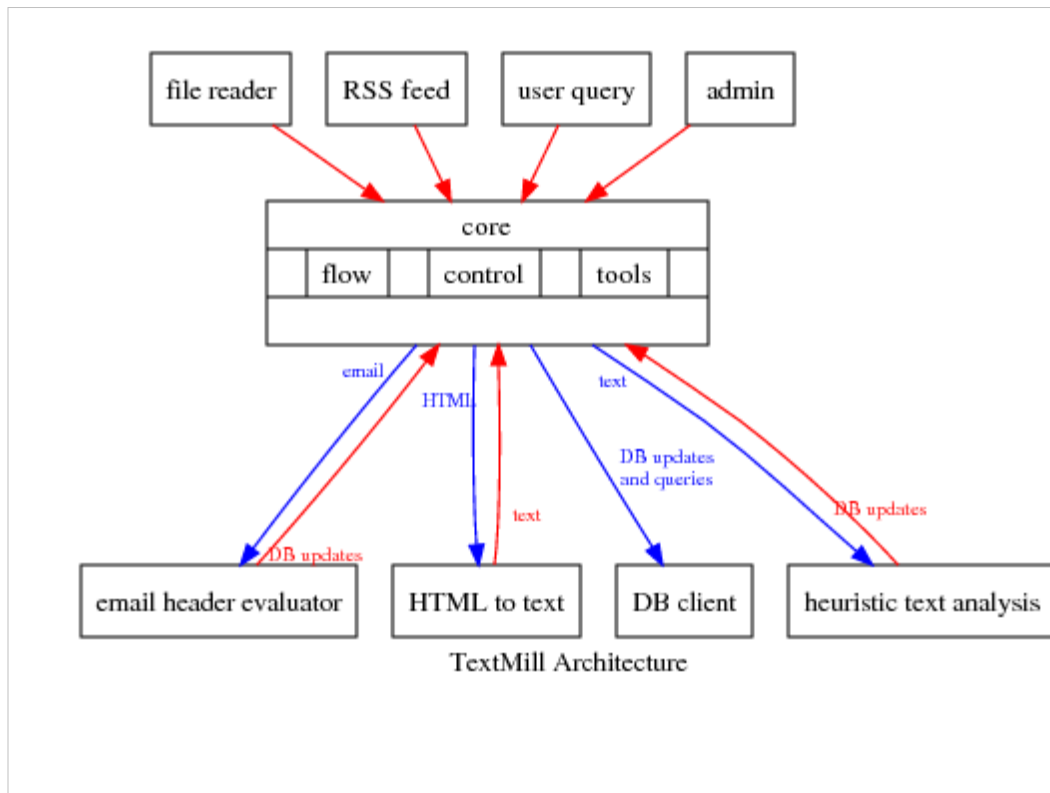 file reader
RSS feed
user query
admin
core
flow
control
tools
email
HTML
text
DB updates
and queries
DB updates
text
DB updates
email header evaluator
HTML to text
DB client
heuristic text analysis
TextMill Architecture